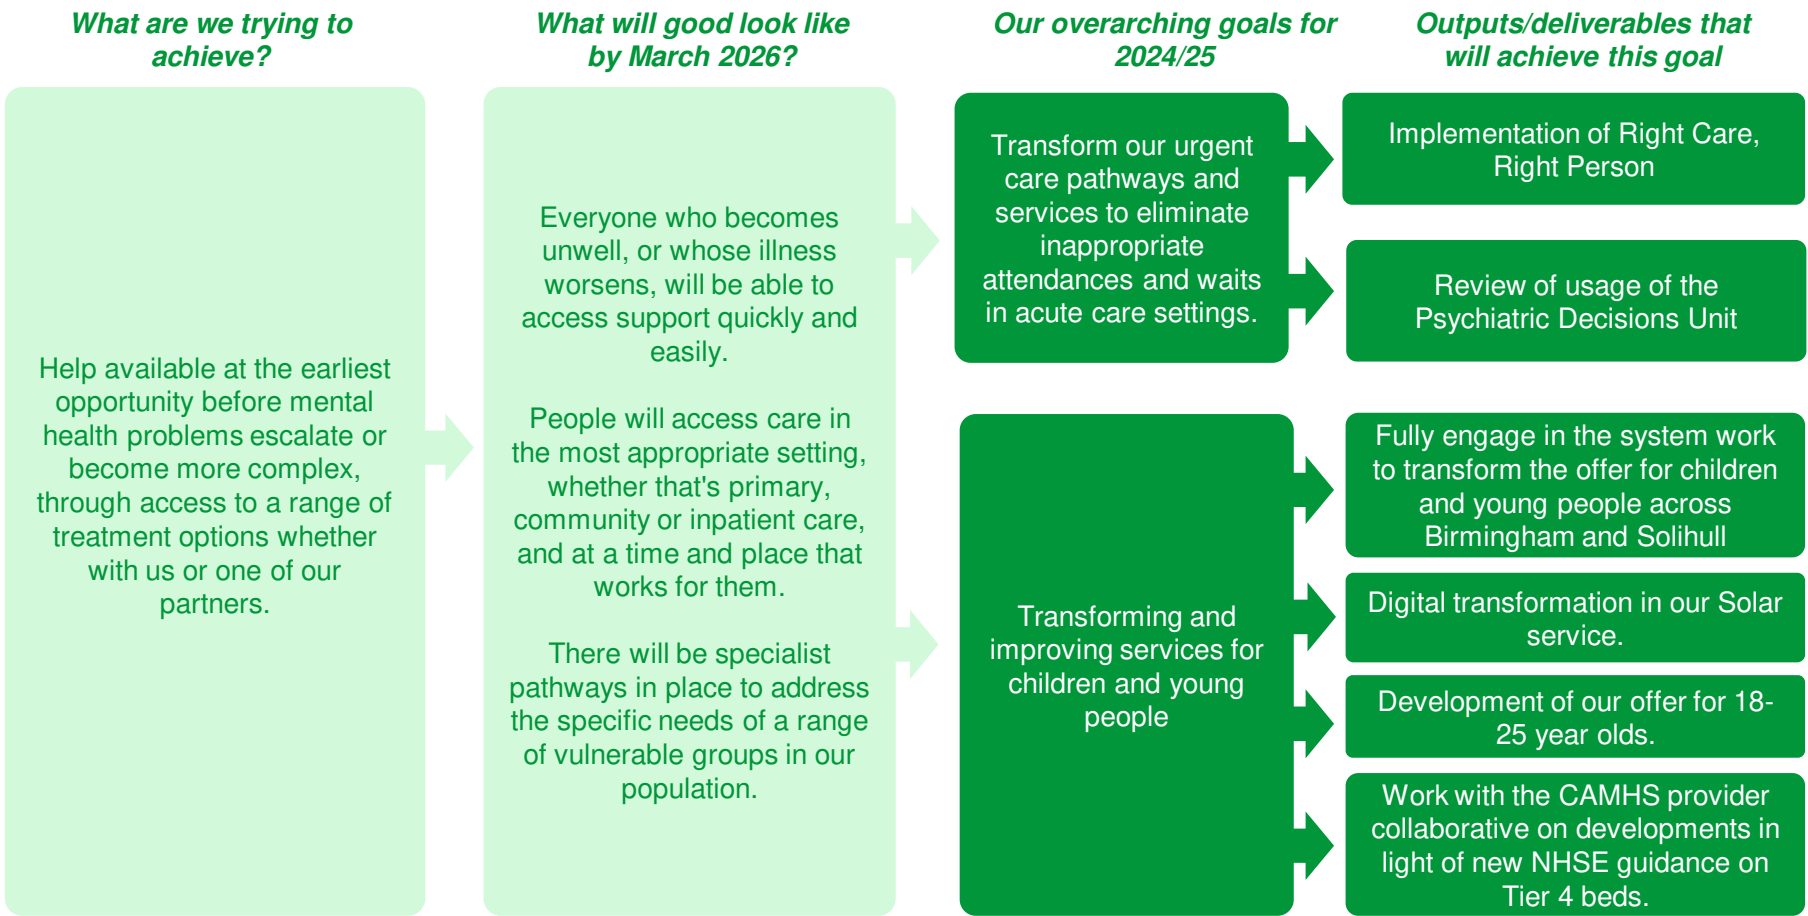 What are we trying to
achieve?
What will good look like
by March 2026?
Our overarching goals for
2024/25
Outputs/deliverables that
will achieve this goal
Help available at the earliest
opportunity before mental
health problems escalate or
become more complex,
through access to a range of
treatment options whether
with us or one of our
partners.
Everyone who becomes
unwell, or whose illness
worsens, will be able to
access support quickly and
easily.
People will access care in
the most appropriate setting,
whether that's primary,
community or inpatient care,
and at a time and place that
works for them.
There will be specialist
pathways in place to address
the specific needs of a range
of vulnerable groups in our
population.
Transform our urgent
care pathways and
services to eliminate
inappropriate
attendances and waits
in acute care settings.
Implementation of Right Care,
Right Person
Review of usage of the
Psychiatric Decisions Unit
Transforming and
improving services for
children and young
people
Fully engage in the system work
to transform the offer for children
and young people across
Birmingham and Solihull
Digital transformation in our Solar
service.
Development of our offer for 18-
25 year olds.
Work with the CAMHS provider
collaborative on developments in
light of new NHSE guidance on
Tier 4 beds.